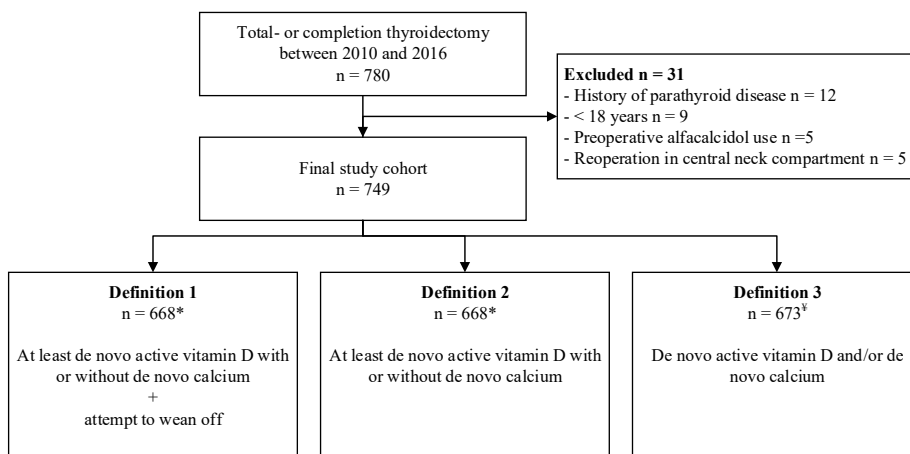 Total- or completion thyroidectomy
between 2010 and 2016
n = 780
Excluded n = 31
- History of parathyroid disease n = 12
- < 18 years n = 9
- Preoperative alfacalcidol use n =5
- Reoperation in central neck compartment n = 5
Final study cohort
n = 749
Definition 1
n = 668*
At least de novo active vitamin D with
or without de novo calcium
+
attempt to wean off
Definition 2
n = 668*
At least de novo active vitamin D with
or without de novo calcium
Definition 3
n = 673¥
De novo active vitamin D and/or de
novo calcium